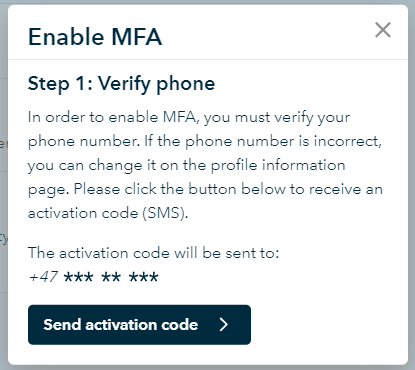 Enable MFA
Step 1: Verify phone
In order to enable MFA, you must verify your
phone number. If the phone number is incorrect,
you can change it on the profile information
page. Please click the button below to receive an
activation code (SMS).
The activation code will be sent to:
+47 *** ** ***
Send activation code